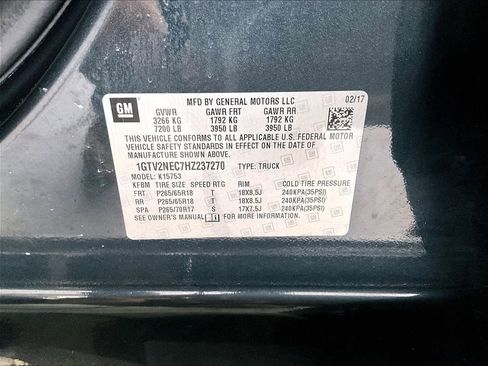 GM
MFD BY GENERAL MOTORS LLC 02/17
GVWR GAWR FRT GAWR RR
3266 KG 1792 KG 1792 KG
7200 LB 3950 LB 3950 LB
THIS VEHICLE CONFORMS TO ALL APPLICABLE U.S. FEDERAL MOTOR
VEHICLE SAFETY STANDARDS IN EFFECT ON THE DATE OF
MANUFACTURE SHOWN ABOVE.
1GTV2NEC7HZ237270 TYPE: TRUCK
MODEL: K15753
KFBM TIRE SIZE SPEED RTG RIM COLD TIRE PRESSURE
FRT P265/65R18 T 18X8.5J 240KPA(35PSI)
RR P265/65R18 T 18X8.5J 240KPA(35PSI)
SPA P265/70R17 S 17X7.5J 240KPA(35PSI)
SEE OWNER'S MANUAL FOR MORE INFORMATION.